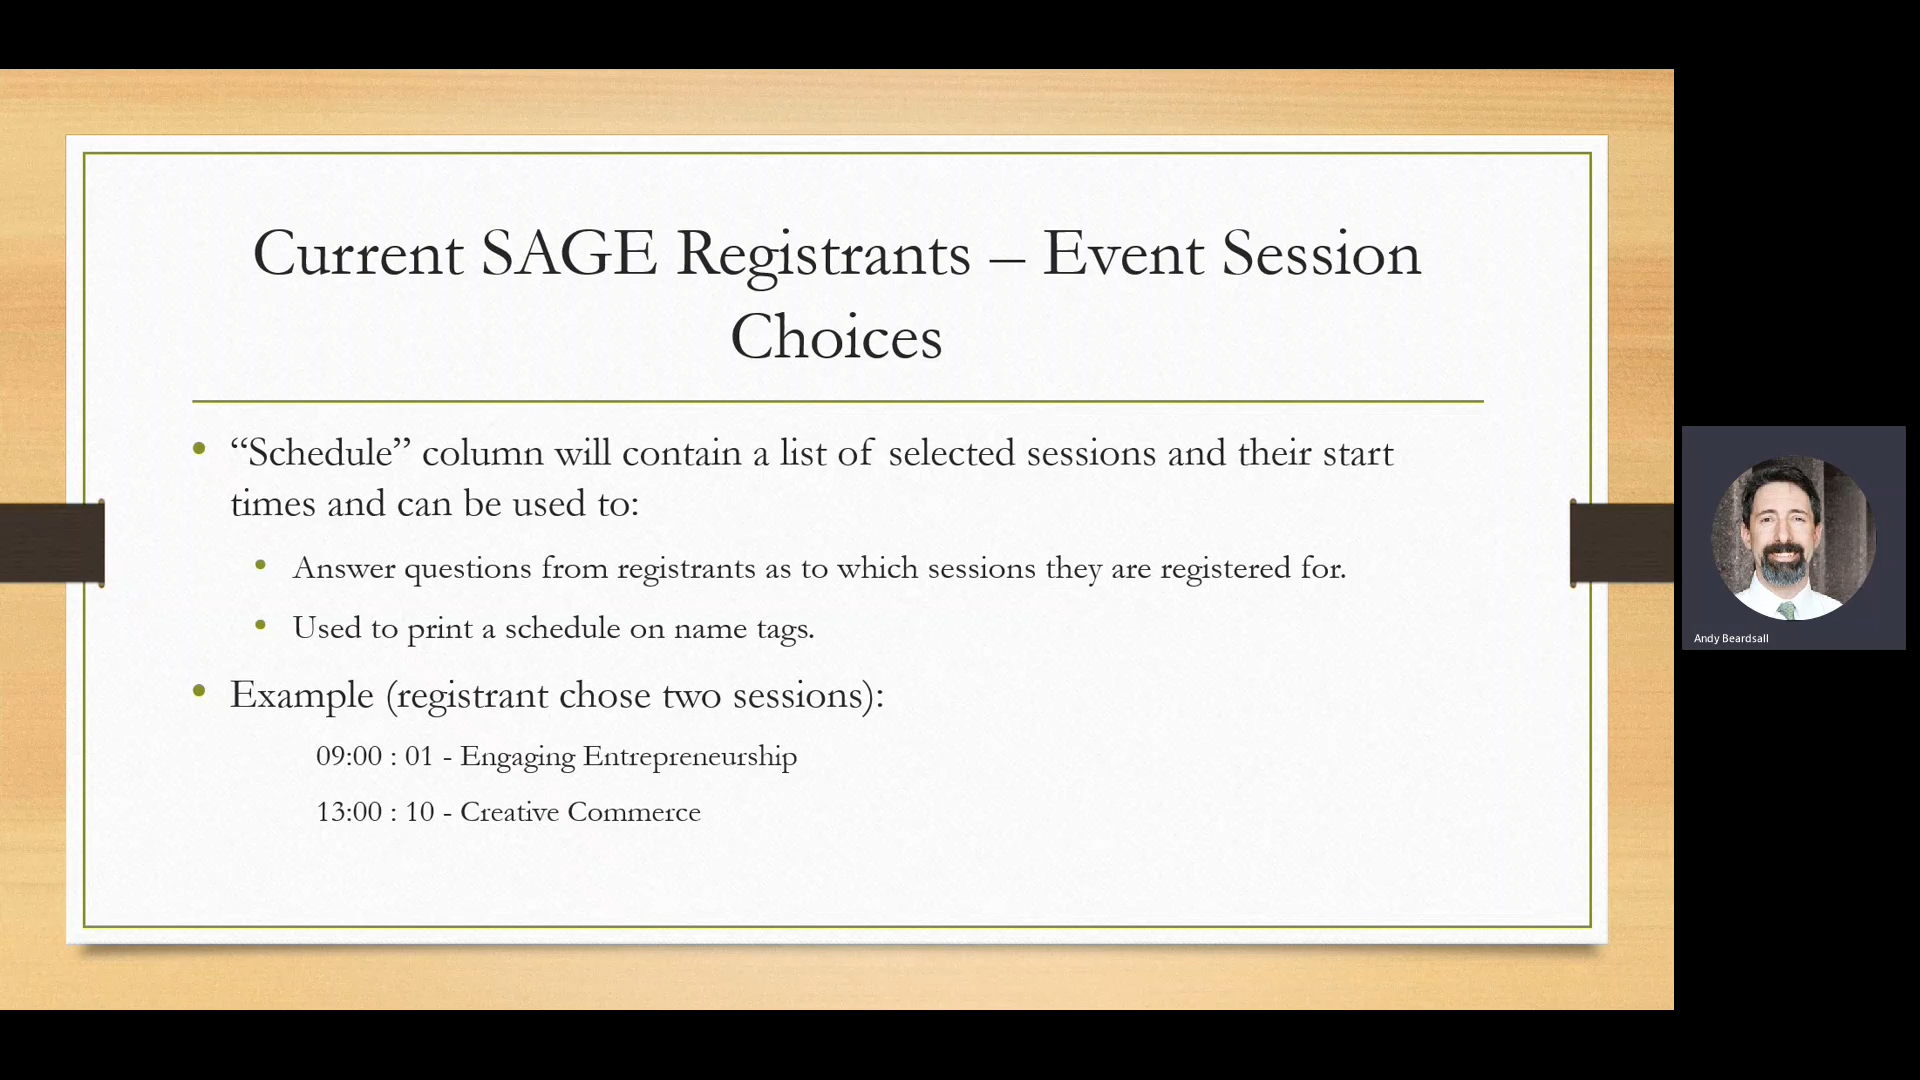 Current SAGE Registrants – Event Session
Choices
• “Schedule” column will contain a list of selected sessions and their start
times and can be used to:
• Answer questions from registrants as to which sessions they are registered for.
• Used to print a schedule on name tags.
• Example (registrant chose two sessions):
09:00 : 01 - Engaging Entrepreneurship
13:00 : 10 - Creative Commerce
Andy Beardsall